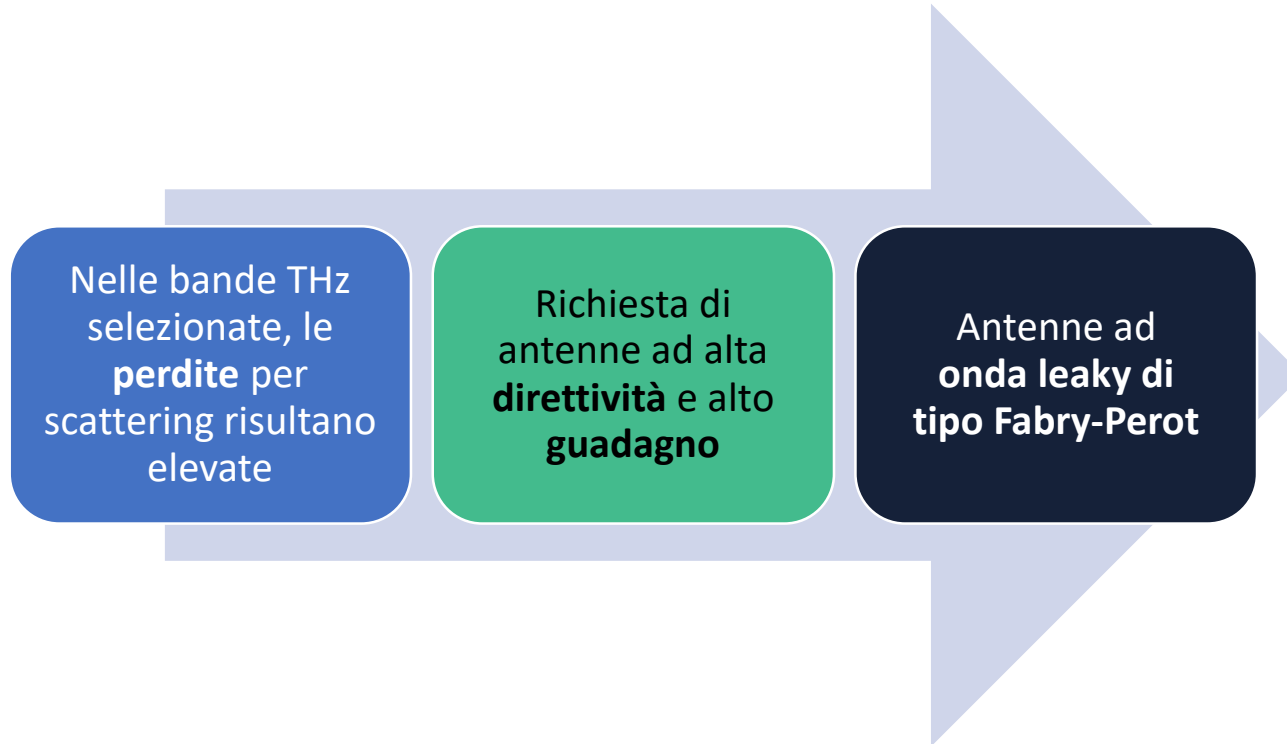 Nelle bande THz
selezionate, le
perdite per
scattering risultano
elevate
Richiesta di
antenne ad alta
direttività e alto
guadagno
Antenne ad
onda leaky di
tipo Fabry-Perot